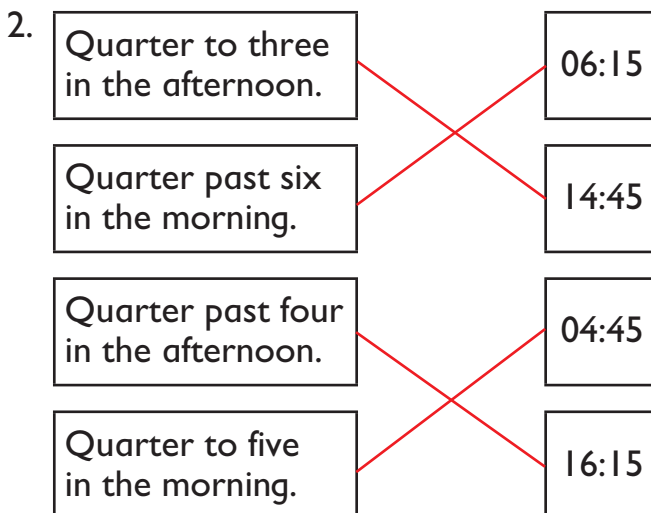 2.
Quarter to three
in the afternoon.
06:15
Quarter past six
in the morning.
14:45
Quarter past four
in the afternoon.
04:45
Quarter to five
in the morning.
16:15